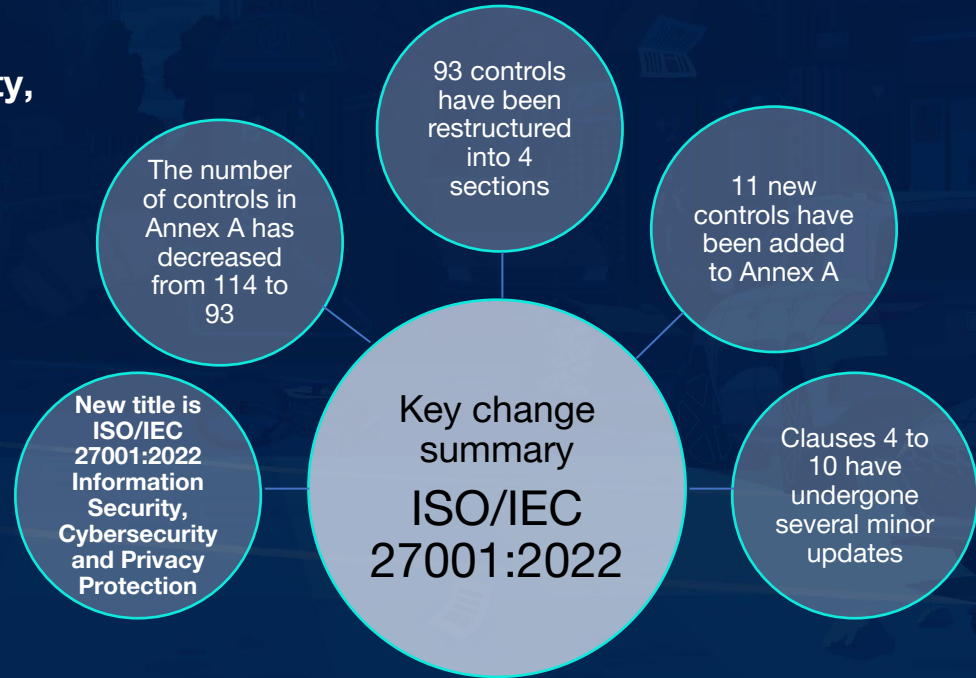 ty,
93 controls
have been
restructured
into 4
sections
The number
of controls in
Annex A has
decreased
from 114 to
93
11 new
controls have
been added
to Annex A
New title is
ISO/IEC
27001:2022
Information
Security,
Cybersecurity
and Privacy
Protection
Key change
summary
ISO/IEC
27001:2022
Clauses 4 to
10 have
undergone
several minor
updates